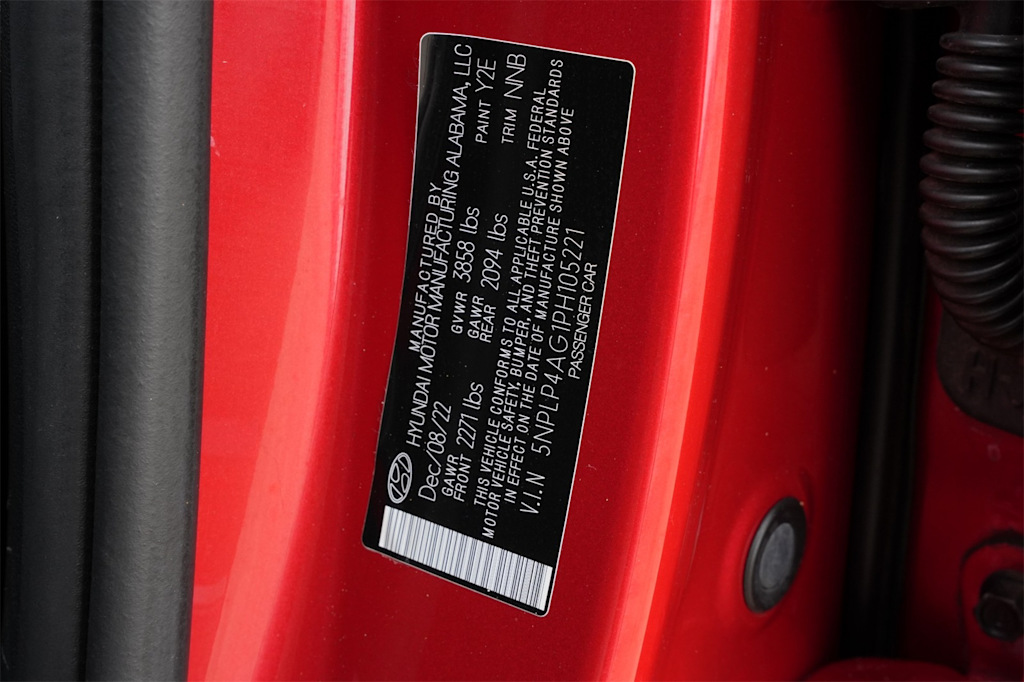 MANUFACTURED BY
HYUNDAI MOTOR MANUFACTURING ALABAMA, LLC
Dec/08/22 GVWR 3858 lbs PAINT Y2E
GAWR FRONT 2271 lbs GAWR REAR 2094 lbs TRIM NNB
THIS VEHICLE CONFORMS TO ALL APPLICABLE U.S.A. FEDERAL
MOTOR VEHICLE SAFETY, BUMPER, AND THEFT PREVENTION STANDARDS
IN EFFECT ON THE DATE OF MANUFACTURE SHOWN ABOVE
V.I.N 5NPLP4AG1PH105221
PASSENGER CAR